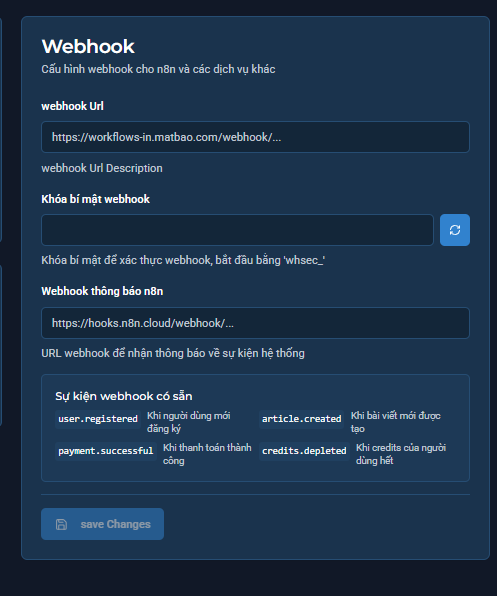 Webhook
Cấu hình webhook cho n8n và các dịch vụ khác
webhook Url
https://workflows-in.matbao.com/webhook/...
webhook Url Description
Khóa bí mật webhook
Khóa bí mật để xác thực webhook, bắt đầu bằng 'whsec_'
Webhook thông báo n8n
https://hooks.n8n.cloud/webhook/...
URL webhook để nhận thông báo về sự kiện hệ thống
Sự kiện webhook có sẵn
user.registered Khi người dùng mới
đăng ký
article.created Khi bài viết mới được
tạo
payment.successful Khi thanh toán thành
công
credits.depleted Khi credits của người
dùng hết
save Changes